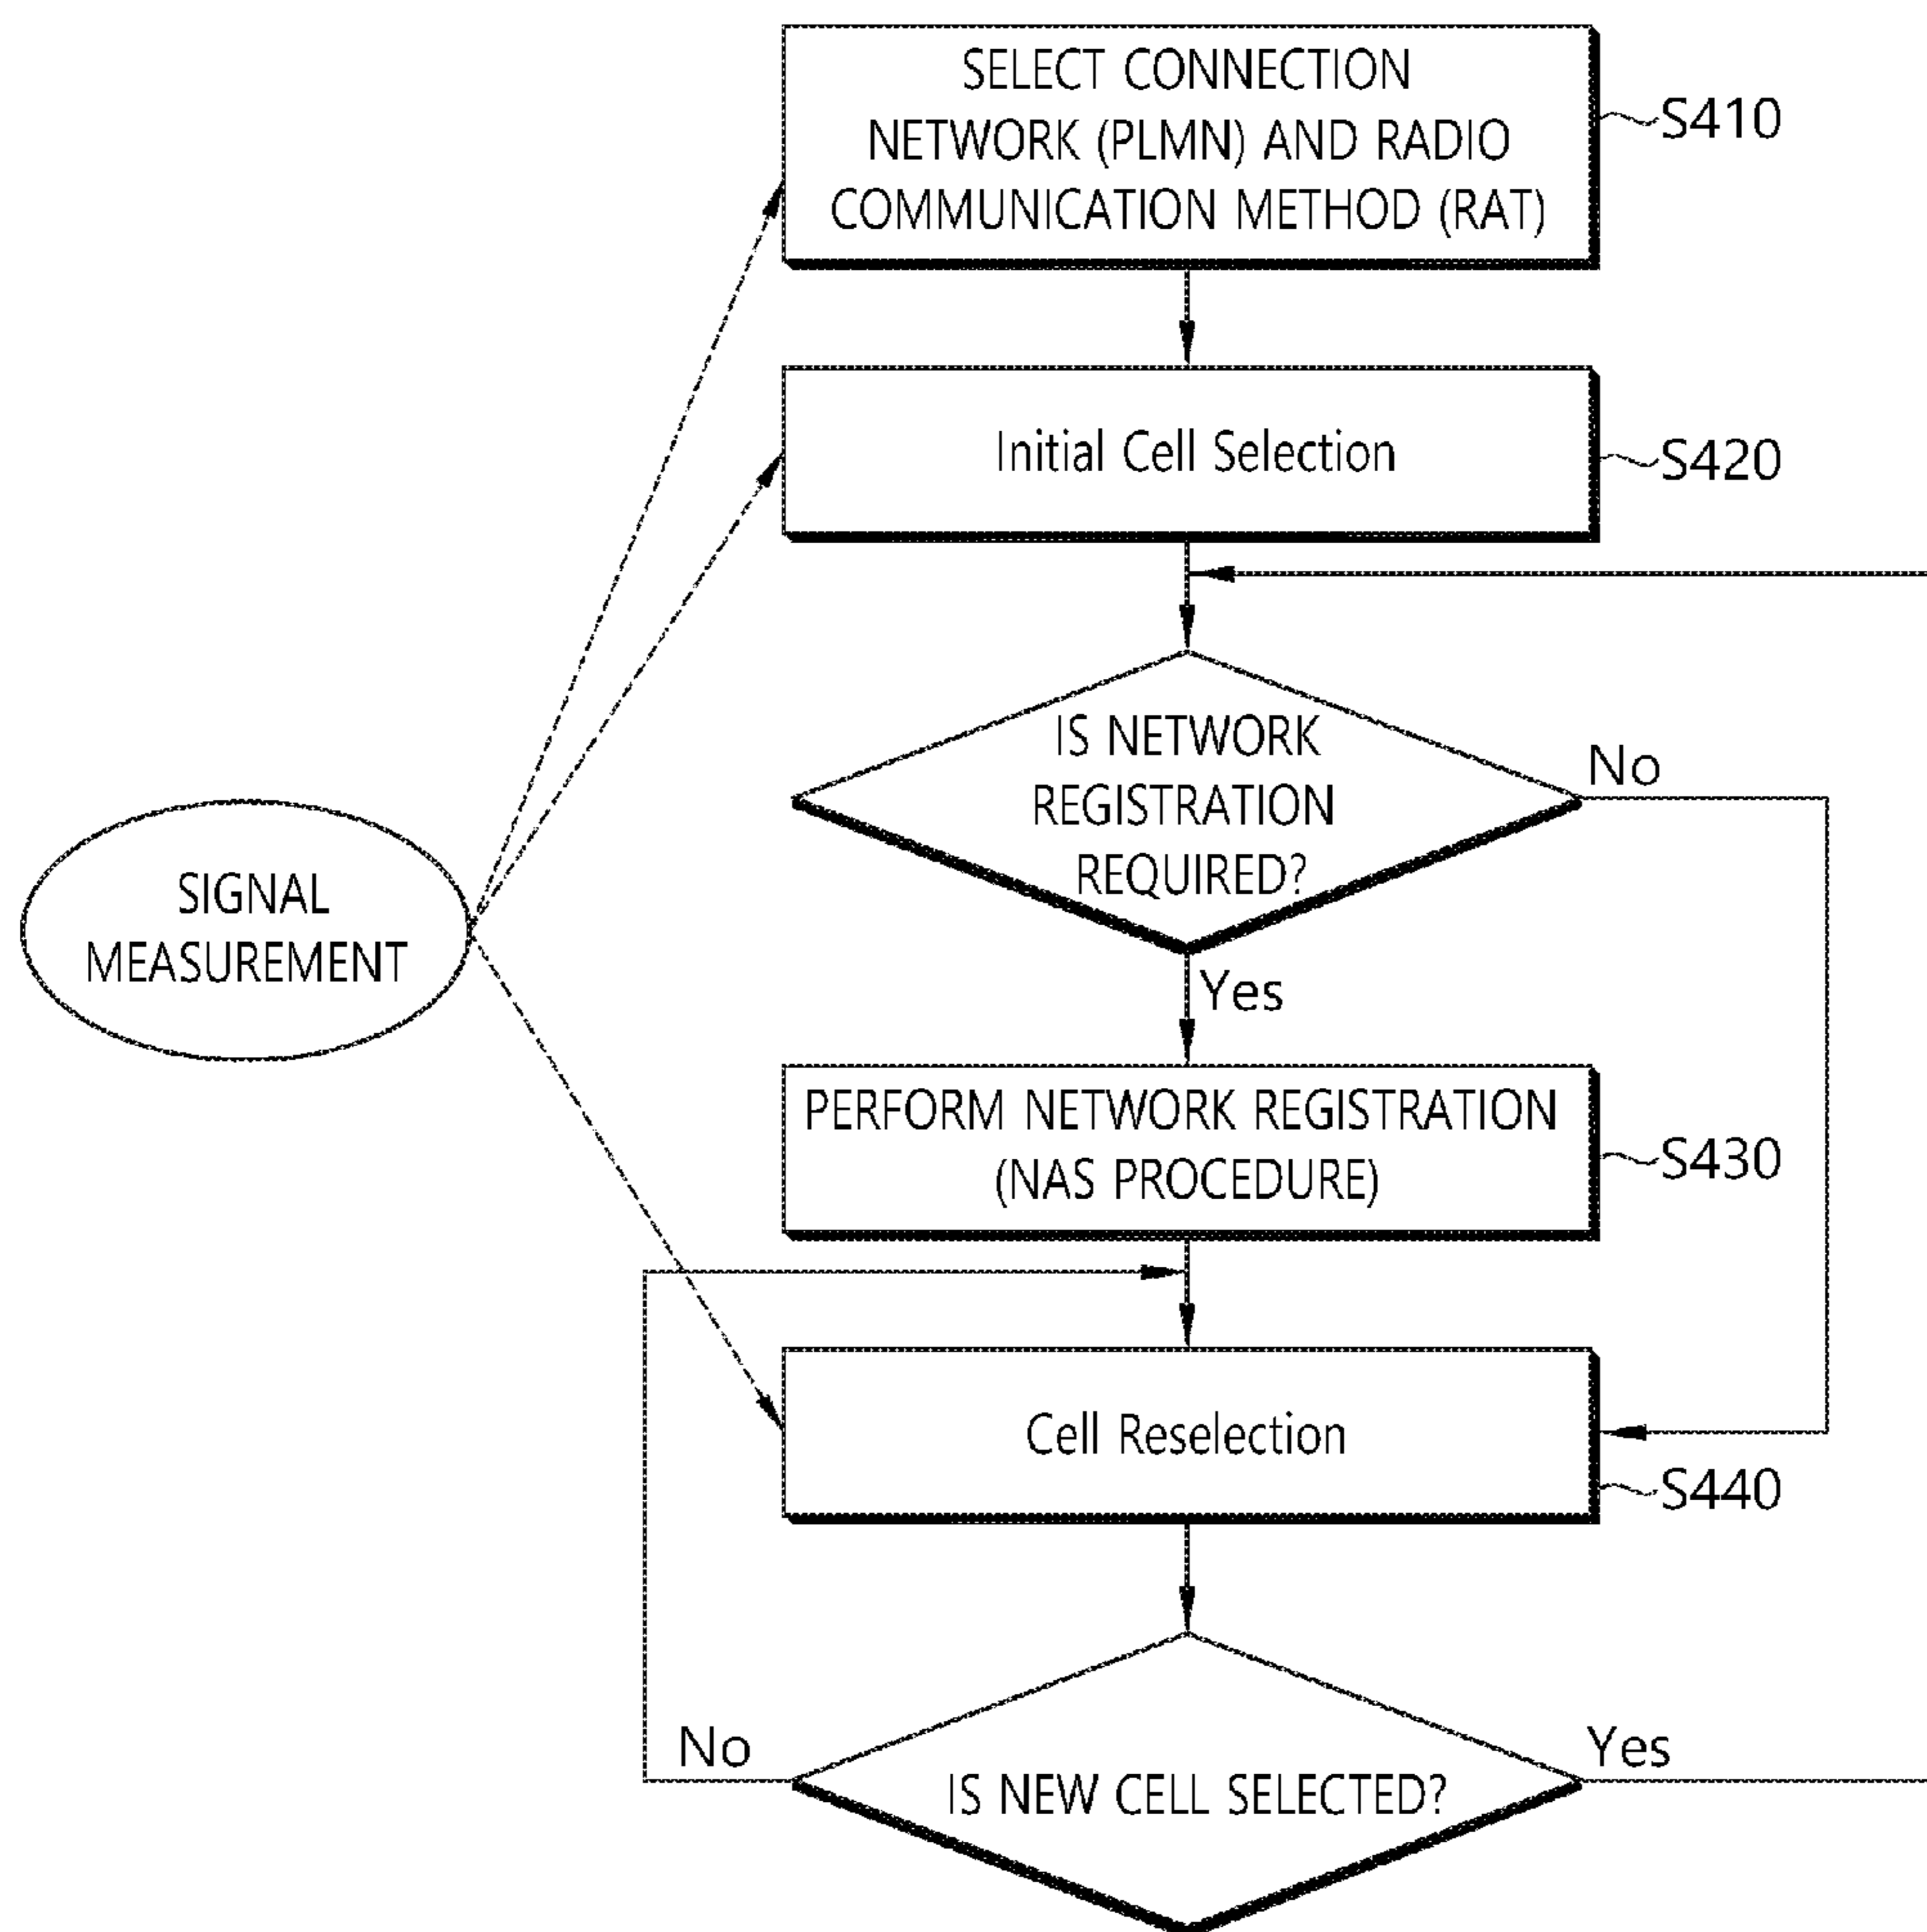 SELECT CONNECTION
NETWORK (PLMN) AND RADIO
COMMUNICATION METHOD (RAT)
S410
Initial Cell Selection
S420
IS NETWORK
REGISTRATION
REQUIRED?
No
Yes
SIGNAL
MEASUREMENT
PERFORM NETWORK REGISTRATION
(NAS PROCEDURE)
S430
Cell Reselection
S440
No
IS NEW CELL SELECTED?
Yes